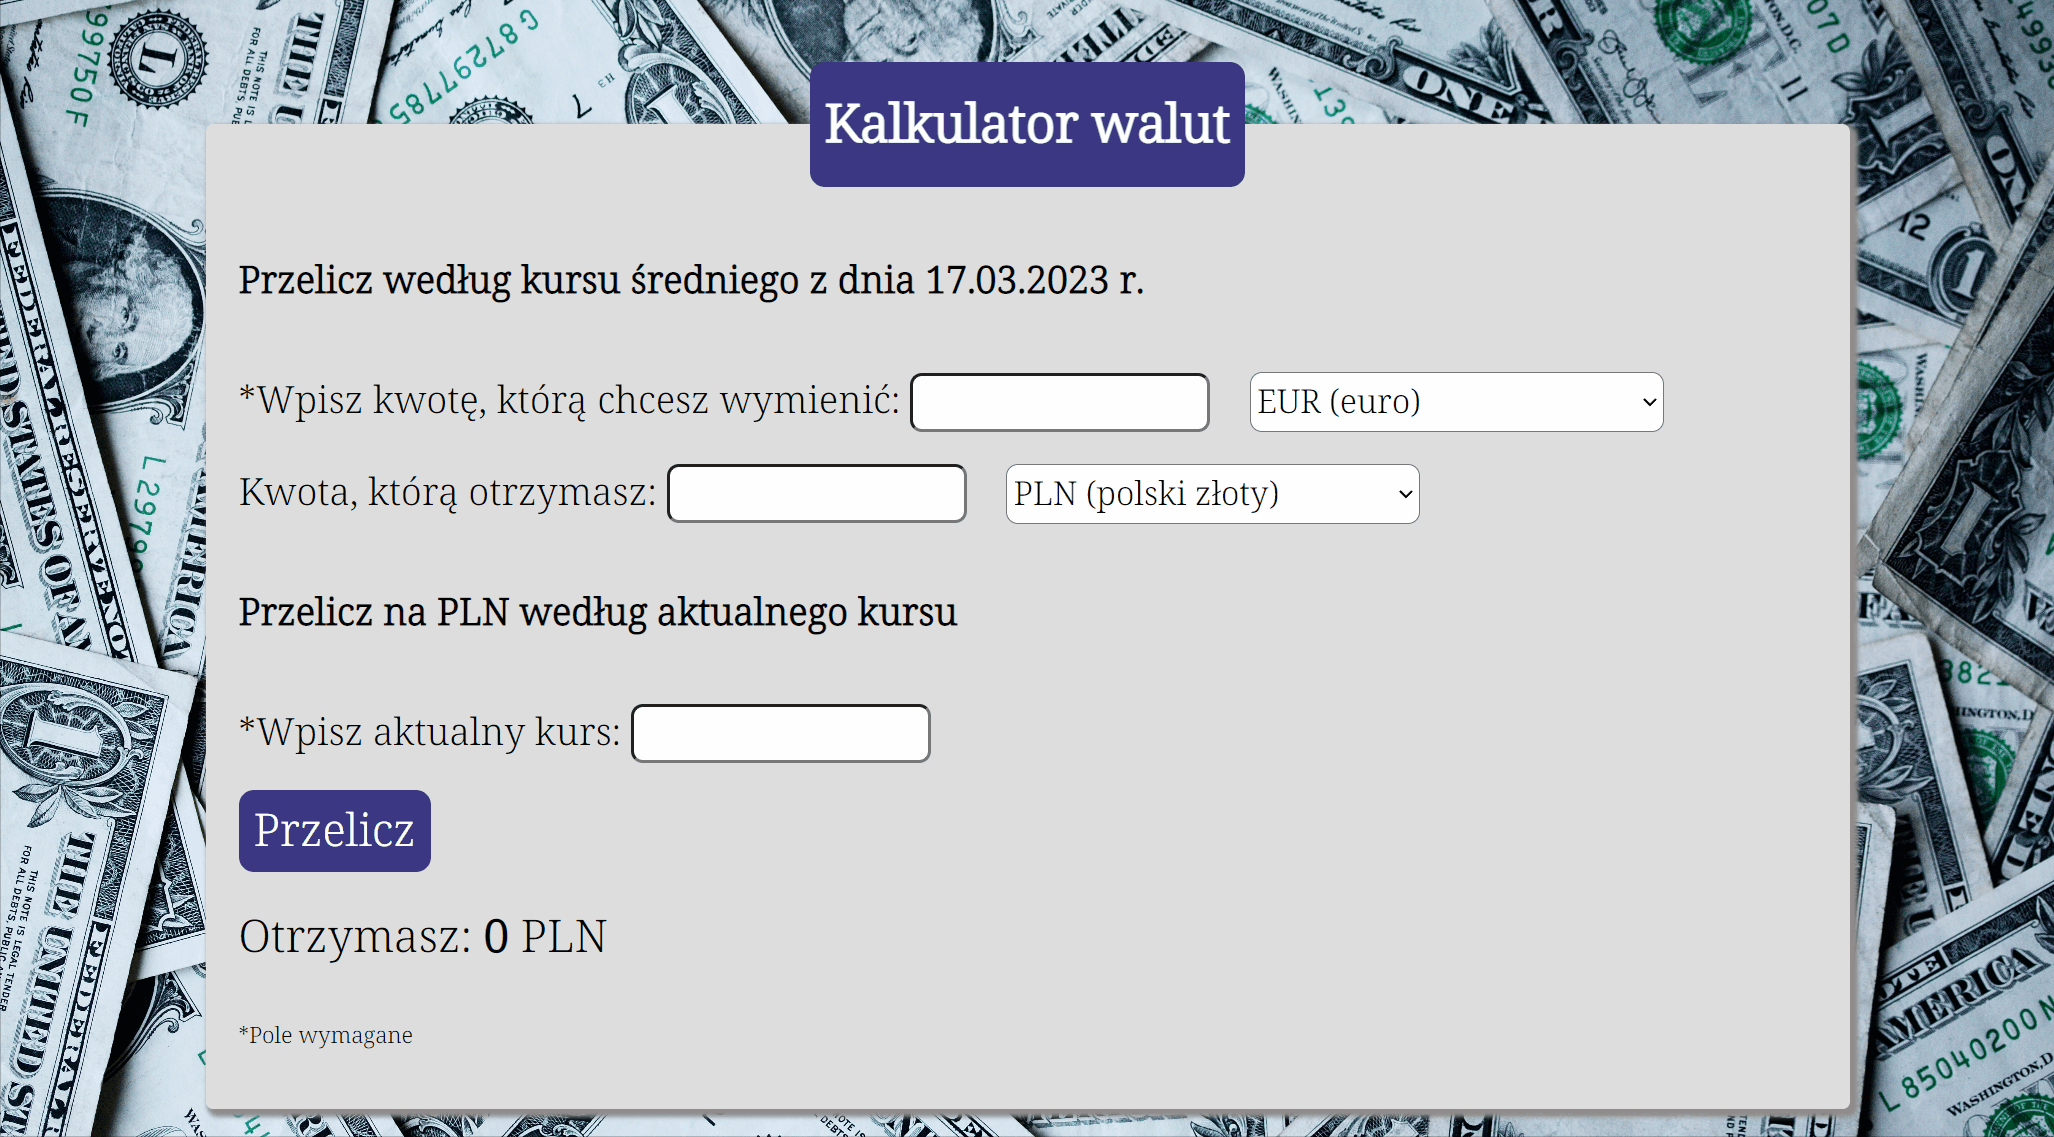 Kalkulator walut
Przelicz według kursu średniego z dnia 17.03.2023 r.
*Wpisz kwotę, którą chcesz wymienić: EUR (euro)
Kwota, którą otrzymasz: PLN (polski złoty)
Przelicz na PLN według aktualnego kursu
*Wpisz aktualny kurs:
Przelicz
Otrzymasz: 0 PLN
*Pole wymagane